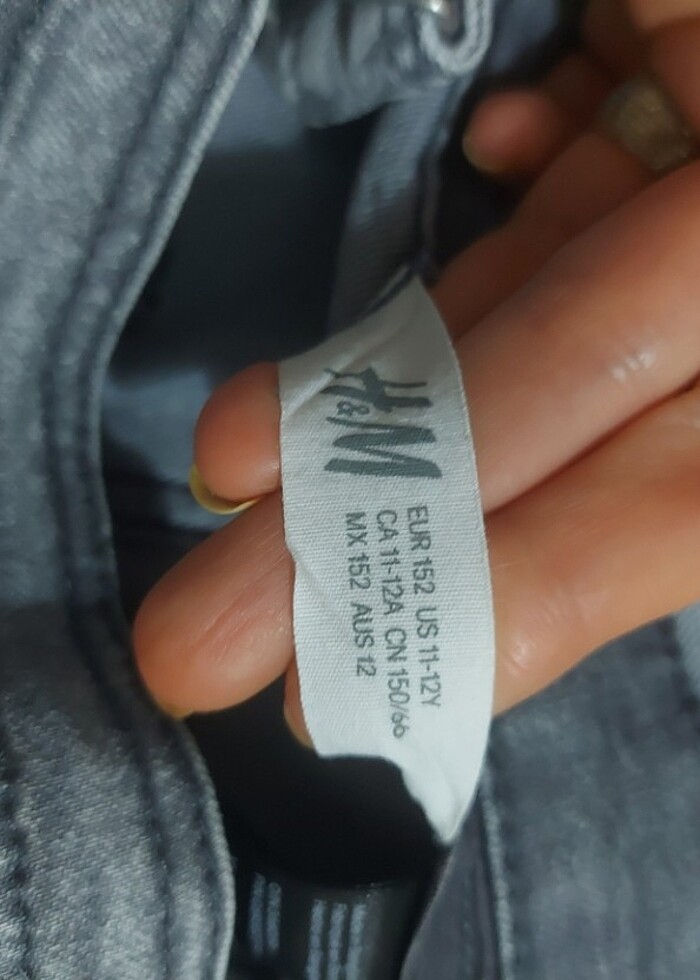 H&M
EUR 152 US 11-12Y
CA 11-12A CN 150/66
MX 152 AUS 12